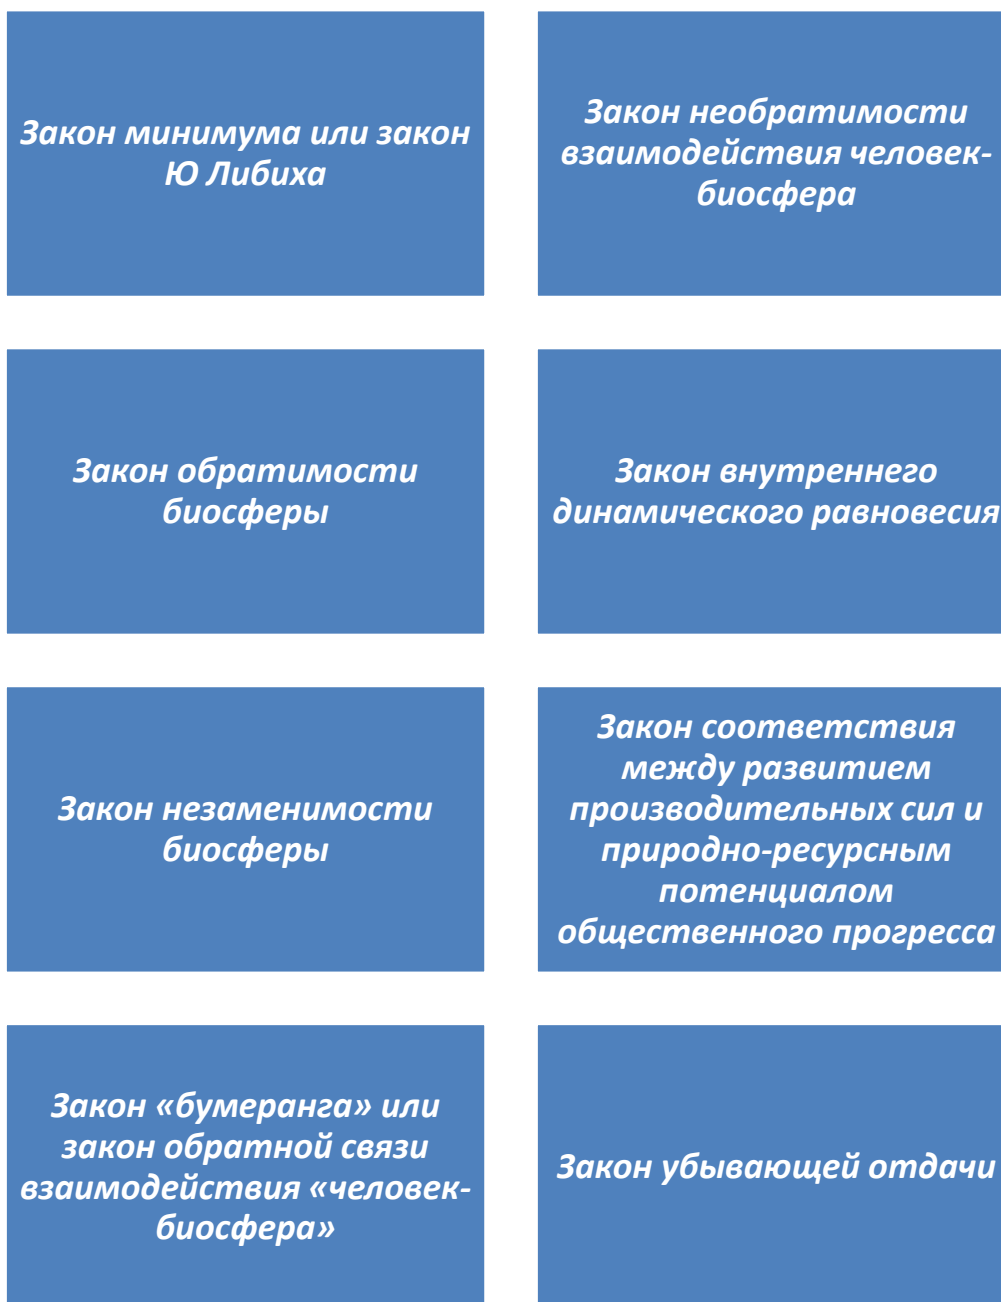 Закон минимума или закон
Ю Либиха
Закон необратимости
взаимодействия человек-
биосфера
Закон обратимости
биосферы
Закон внутреннего
динамического равновесия
Закон незаменимости
биосферы
Закон соответствия
между развитием
производительных сил и
природно-ресурсным
потенциалом
общественного прогресса
Закон «бумеранга» или
закон обратной связи
взаимодействия «человек-
биосфера»
Закон убывающей отдачи